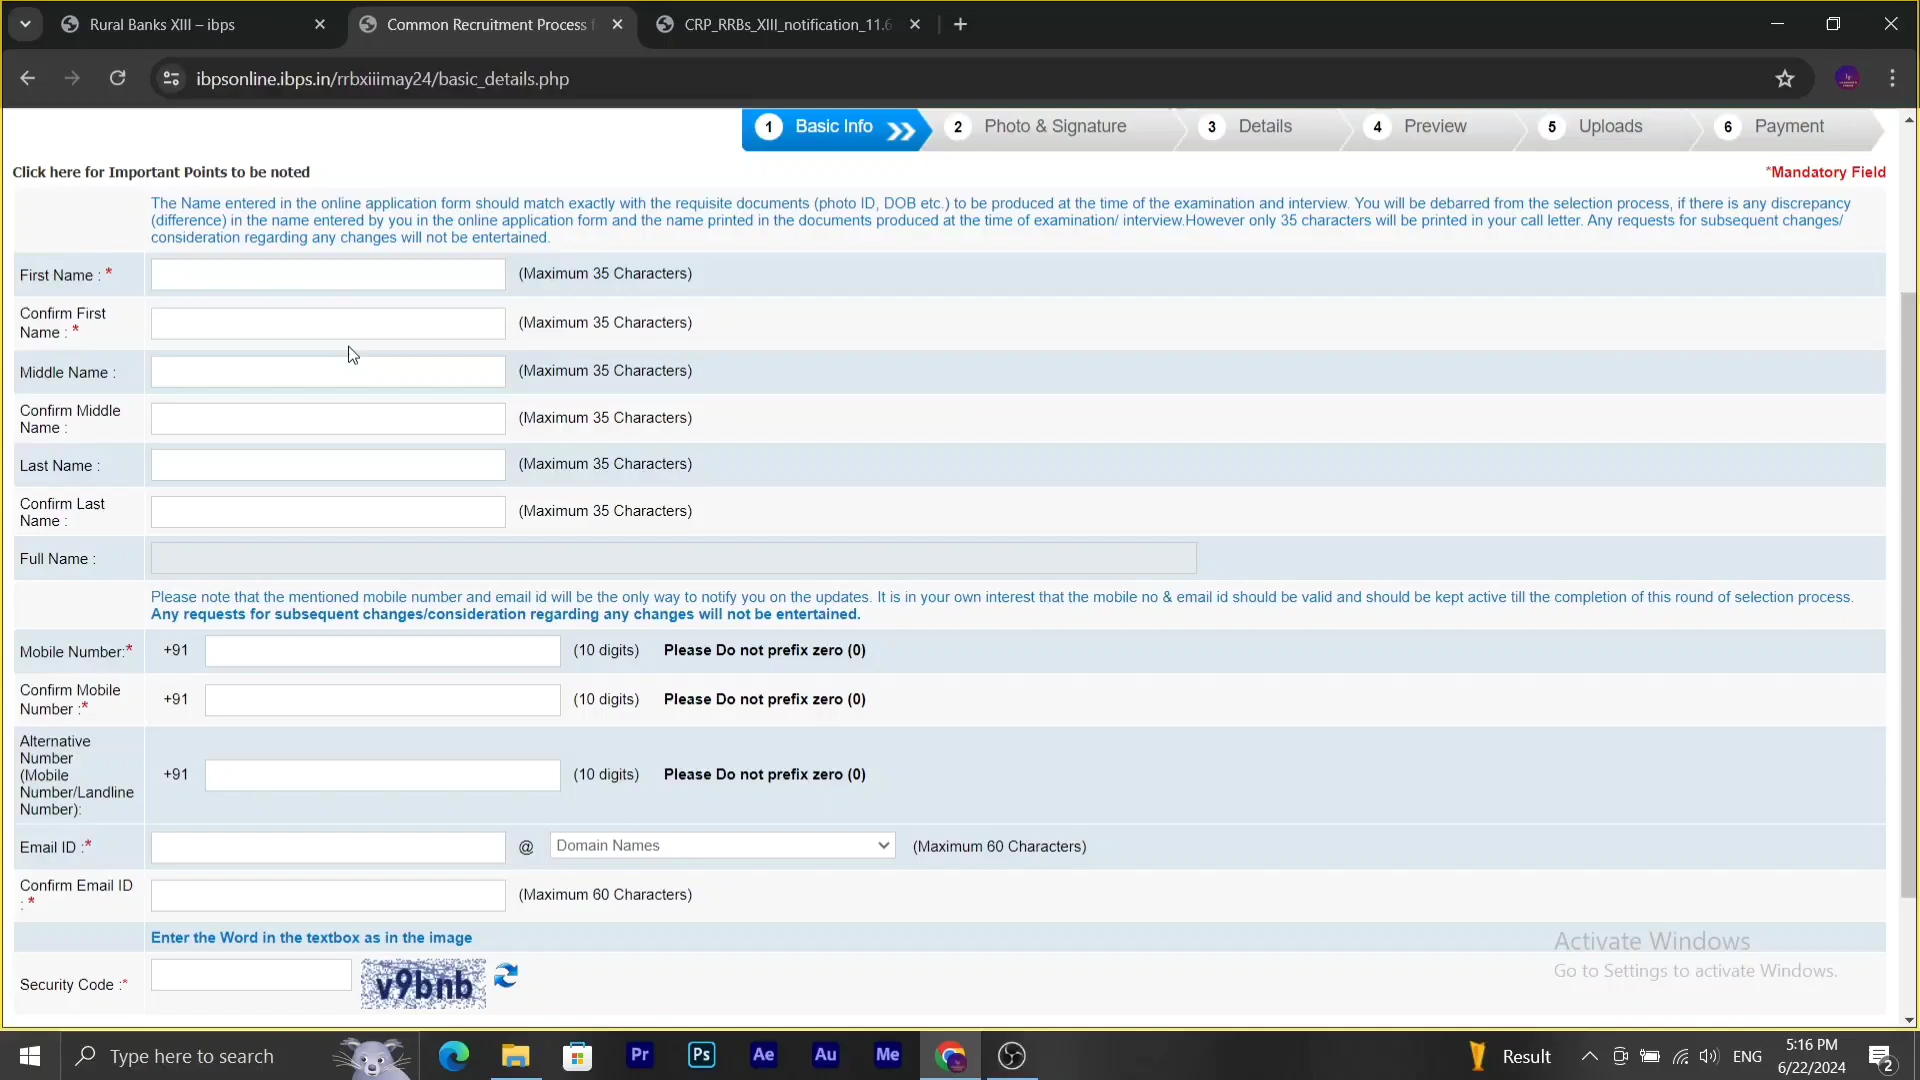 Rural Banks XIII – ibps
Common Recruitment Process f
CRP_RRBs_XIII_notification_11.6
ibpsonline.ibps.in/rrbxiiimay24/basic_details.php
1 Basic Info
2 Photo & Signature
3 Details
4 Preview
5 Uploads
6 Payment
Click here for Important Points to be noted
*Mandatory Field
The Name entered in the online application form should match exactly with the requisite documents (photo ID, DOB etc.) to be produced at the time of the examination and interview. You will be debarred from the selection process, if there is any discrepancy
(difference) in the name entered by you in the online application form and the name printed in the documents produced at the time of examination/ interview.However only 35 characters will be printed in your call letter. Any requests for subsequent changes/
consideration regarding any changes will not be entertained.
First Name : * (Maximum 35 Characters)
Confirm First
Name : * (Maximum 35 Characters)
Middle Name : (Maximum 35 Characters)
Confirm Middle
Name : (Maximum 35 Characters)
Last Name : (Maximum 35 Characters)
Confirm Last
Name : (Maximum 35 Characters)
Full Name :
Please note that the mentioned mobile number and email id will be the only way to notify you on the updates. It is in your own interest that the mobile no & email id should be valid and should be kept active till the completion of this round of selection process.
Any requests for subsequent changes/consideration regarding any changes will not be entertained.
Mobile Number:* +91 (10 digits) Please Do not prefix zero (0)
Confirm Mobile
Number :* +91 (10 digits) Please Do not prefix zero (0)
Alternative
Number
(Mobile
Number/Landline
Number):
+91 (10 digits) Please Do not prefix zero (0)
Email ID :* @ Domain Names (Maximum 60 Characters)
Confirm Email ID
: * (Maximum 60 Characters)
Enter the Word in the textbox as in the image
Security Code :* v9bnb
Activate Windows
Go to Settings to activate Windows.
Type here to search
Pr
Ps
Ae
Au
Me
Result
ENG
5:16 PM
6/22/2024
2